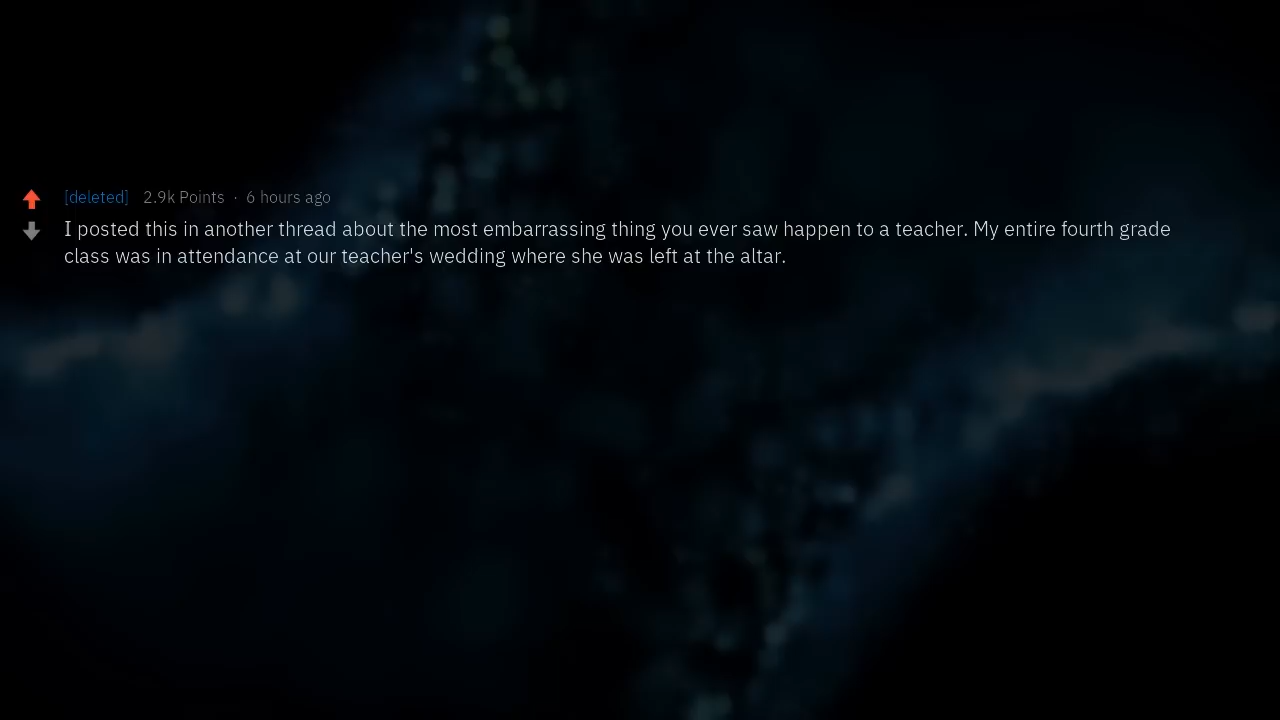 [deleted] 2.9k Points · 6 hours ago
I posted this in another thread about the most embarrassing thing you ever saw happen to a teacher. My entire fourth grade
class was in attendance at our teacher's wedding where she was left at the altar.